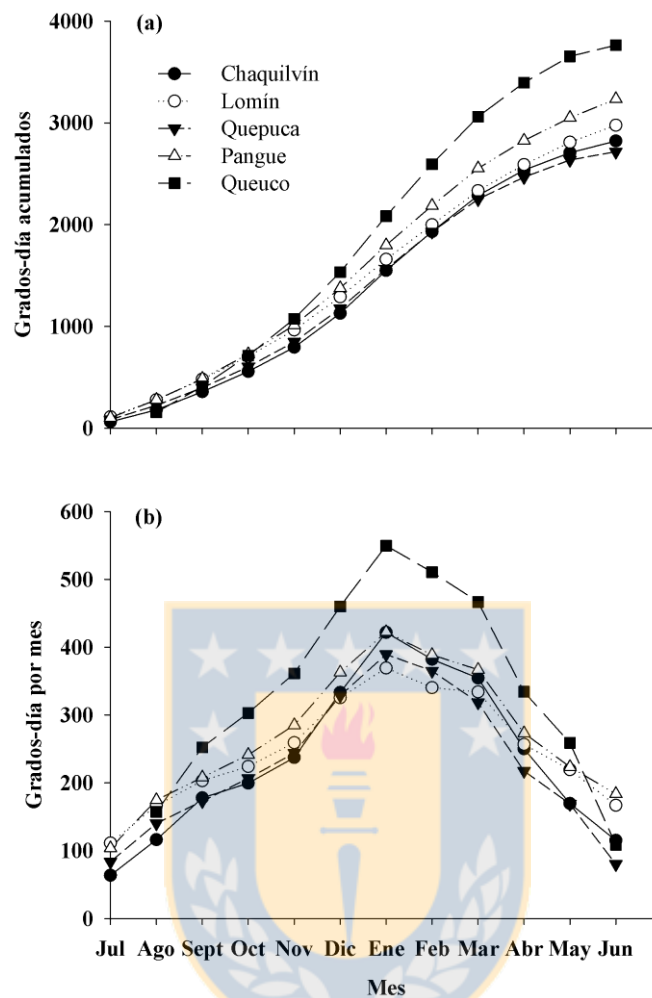 (a)
4000
3000
2000
1000
0
Grados-día acumulados
Chaquilvín
Lomín
Quepuca
Pangue
Queuco
(b)
600
500
400
300
200
100
0
Grados-día por mes
Jul Ago Sept Oct Nov Dic Ene Feb Mar Abr May Jun
Mes